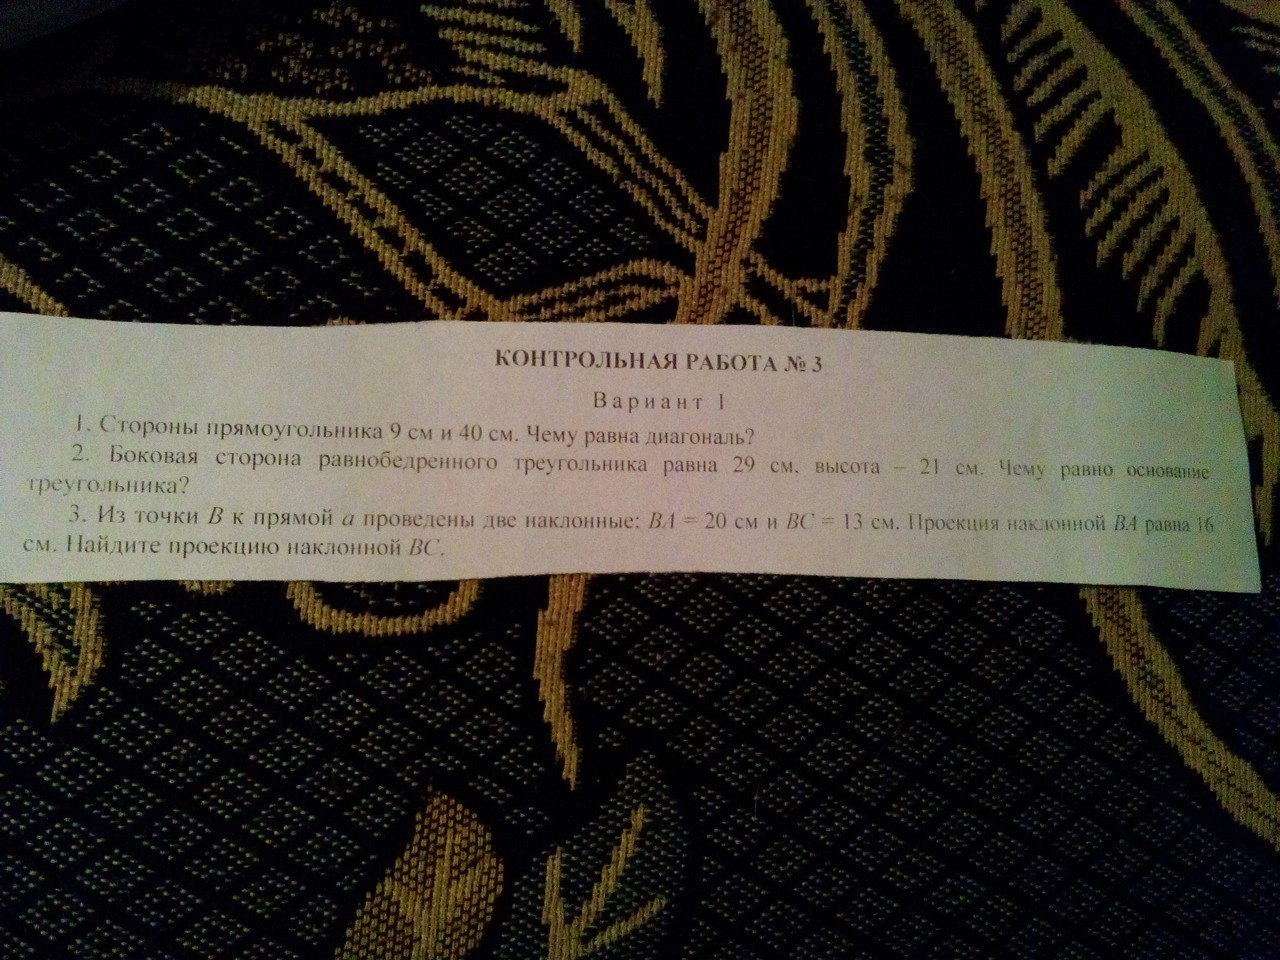 КОНТРОЛЬНАЯ РАБОТА № 3
Вариант 1
1. Стороны прямоугольника 9 см и 40 см. Чему равна диагональ?
2. Боковая сторона равнобедренного треугольника равна 29 см, высота – 21 см. Чему равно основание
треугольника?
3. Из точки B к прямой a проведены две наклонные: BA = 20 см и BC = 13 см. Проекция наклонной BA равна 16
см. Найдите проекцию наклонной BC.